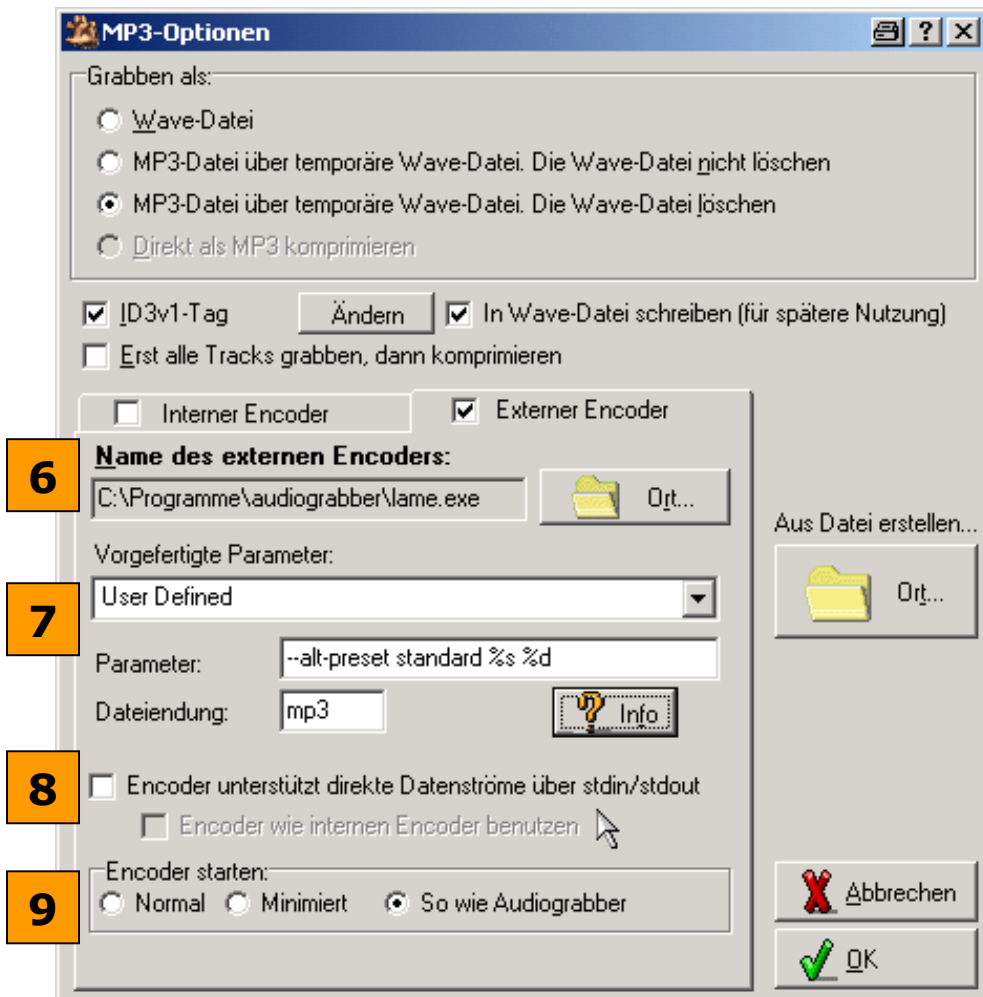 MP3-Optionen
Grabben als:
Wave-Datei
MP3-Datei über temporäre Wave-Datei. Die Wave-Datei nicht löschen
MP3-Datei über temporäre Wave-Datei. Die Wave-Datei löschen
Direkt als MP3 komprimieren
ID3v1-Tag
Ändern
In Wave-Datei schreiben (für spätere Nutzung)
Erst alle Tracks grabben, dann komprimieren
Interner Encoder
Externer Encoder
6
Name des externen Encoders:
C:\Programme\audiograbber\lame.exe
Ort...
Aus Datei erstellen...
Ort...
Vorgefertigte Parameter:
7
User Defined
Parameter:
--alt-preset standard %s %d
Dateiendung:
mp3
Info
8
Encoder unterstützt direkte Datenströme über stdin/stdout
Encoder wie internen Encoder benutzen
9
Encoder starten:
Normal
Minimiert
So wie Audiograbber
Abbrechen
OK